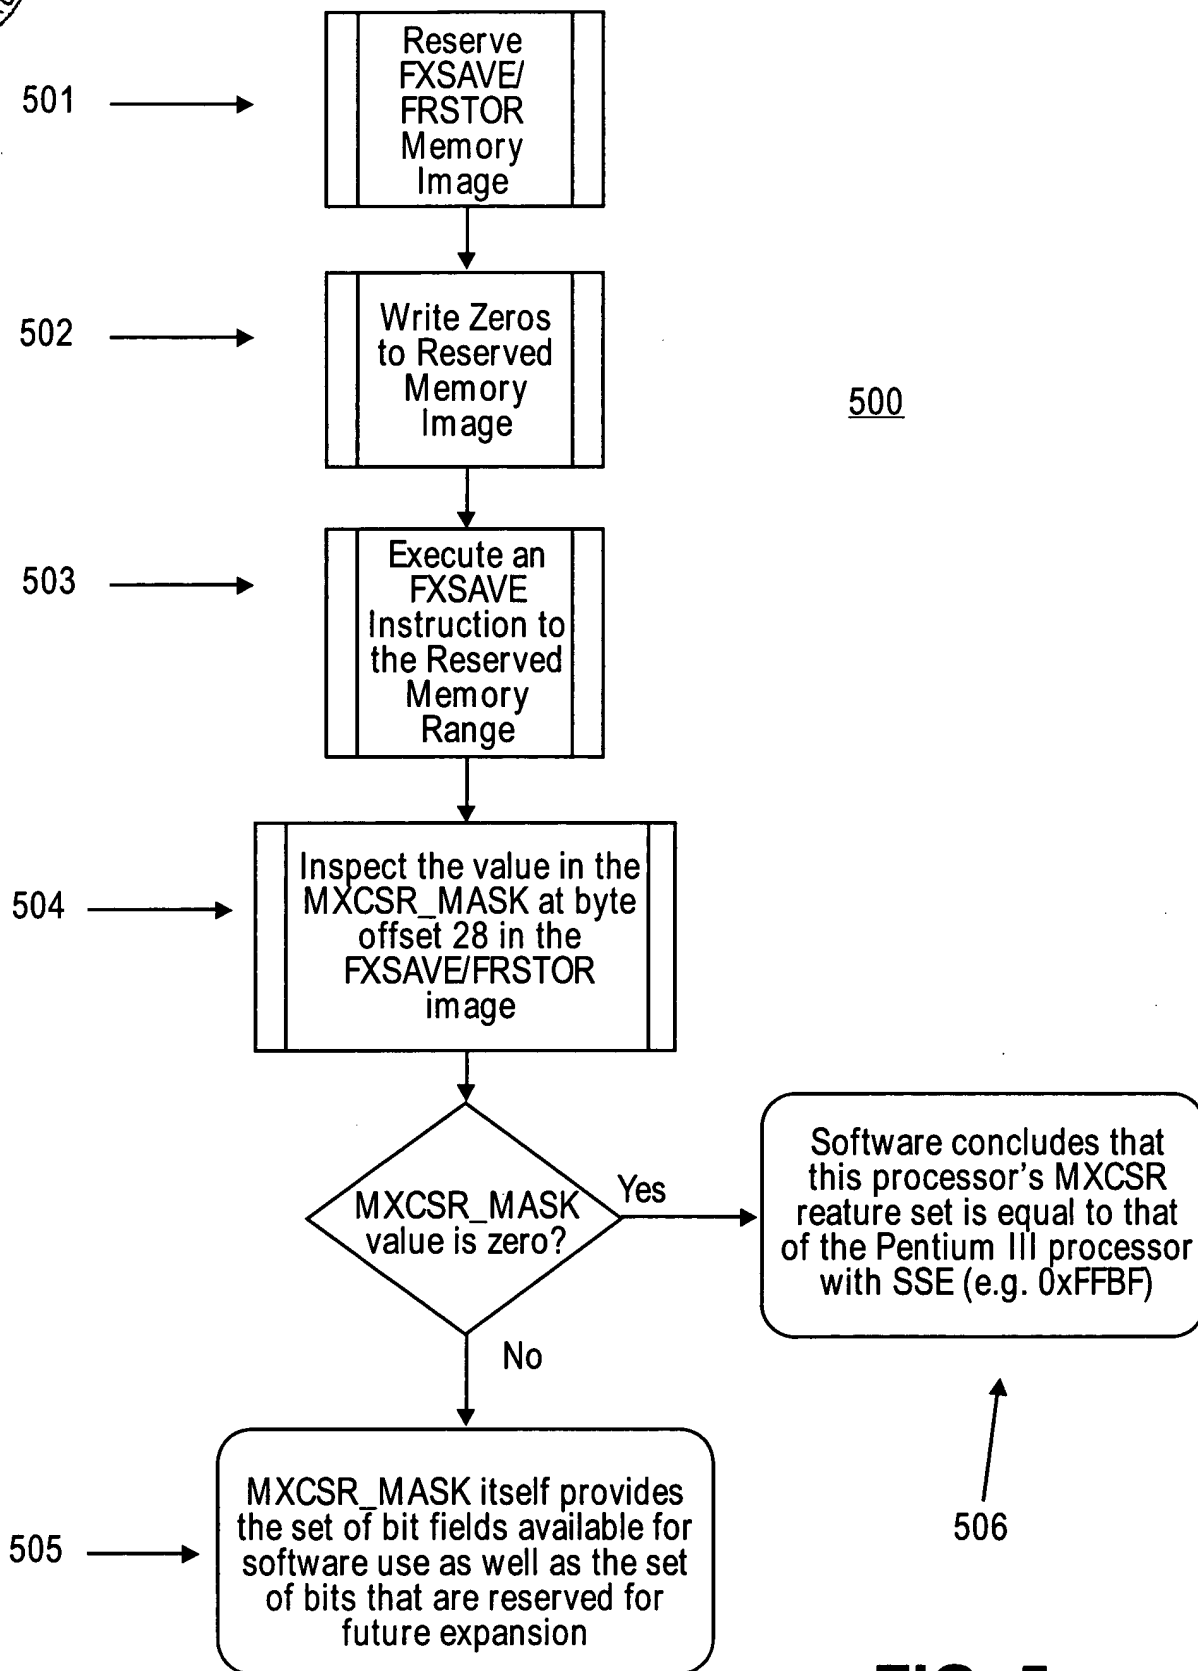 501
Reserve
FXSAVE/
FRSTOR
Memory
Image
502
Write Zeros
to Reserved
Memory
Image
500
503
Execute an
FXSAVE
Instruction to
the Reserved
Memory
Range
504
Inspect the value in the
MXCSR_MASK at byte
offset 28 in the
FXSAVE/FRSTOR
image
MXCSR_MASK
value is zero?
Yes
Software concludes that
this processor's MXCSR
reature set is equal to that
of the Pentium III processor
with SSE (e.g. 0xFFBF)
No
506
505
MXCSR_MASK itself provides
the set of bit fields available for
software use as well as the set
of bits that are reserved for
future expansion